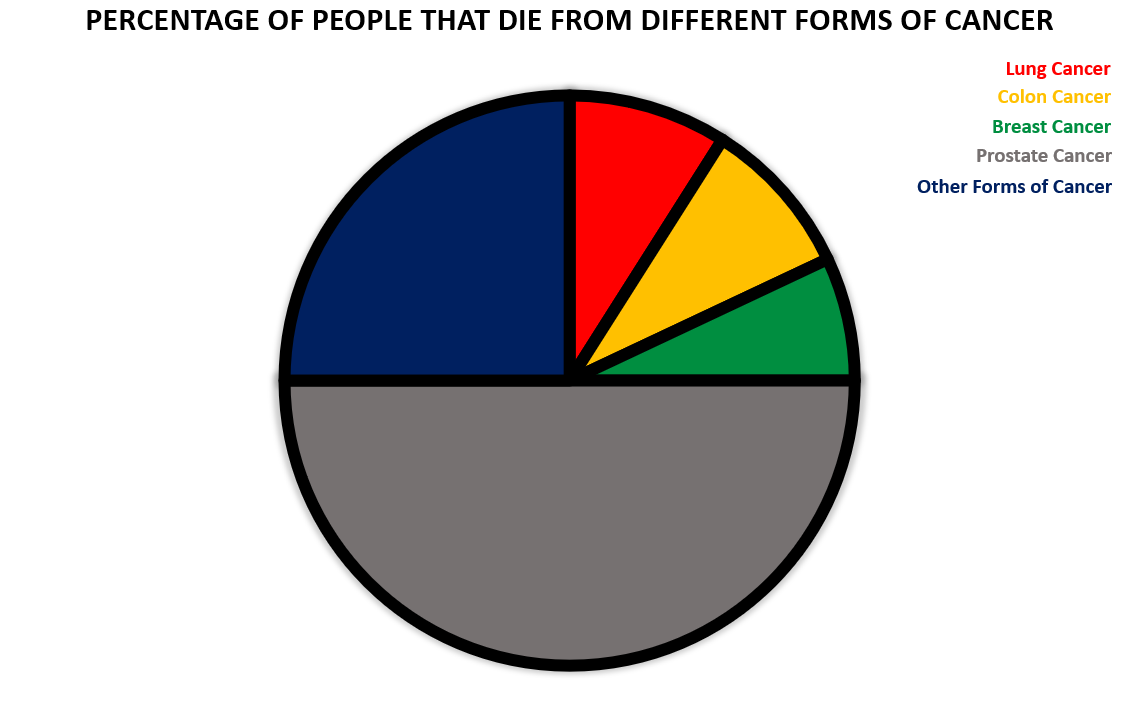 PERCENTAGE OF PEOPLE THAT DIE FROM DIFFERENT FORMS OF CANCER
Lung Cancer
Colon Cancer
Breast Cancer
Prostate Cancer
Other Forms of Cancer